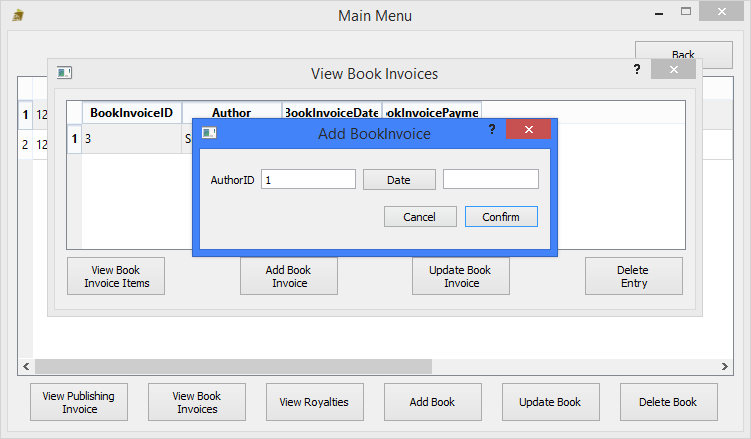 Main Menu
Back
View Book Invoices
?
BookInvoiceID Author BookInvoiceDate ookInvoicePayme
1 12
1 3 S
2 12
Add BookInvoice
?
AuthorID 1 Date
Cancel Confirm
View Book
Invoice Items
Add Book
Invoice
Update Book
Invoice
Delete
Entry
View Publishing
Invoice
View Book
Invoices
View Royalties
Add Book
Update Book
Delete Book